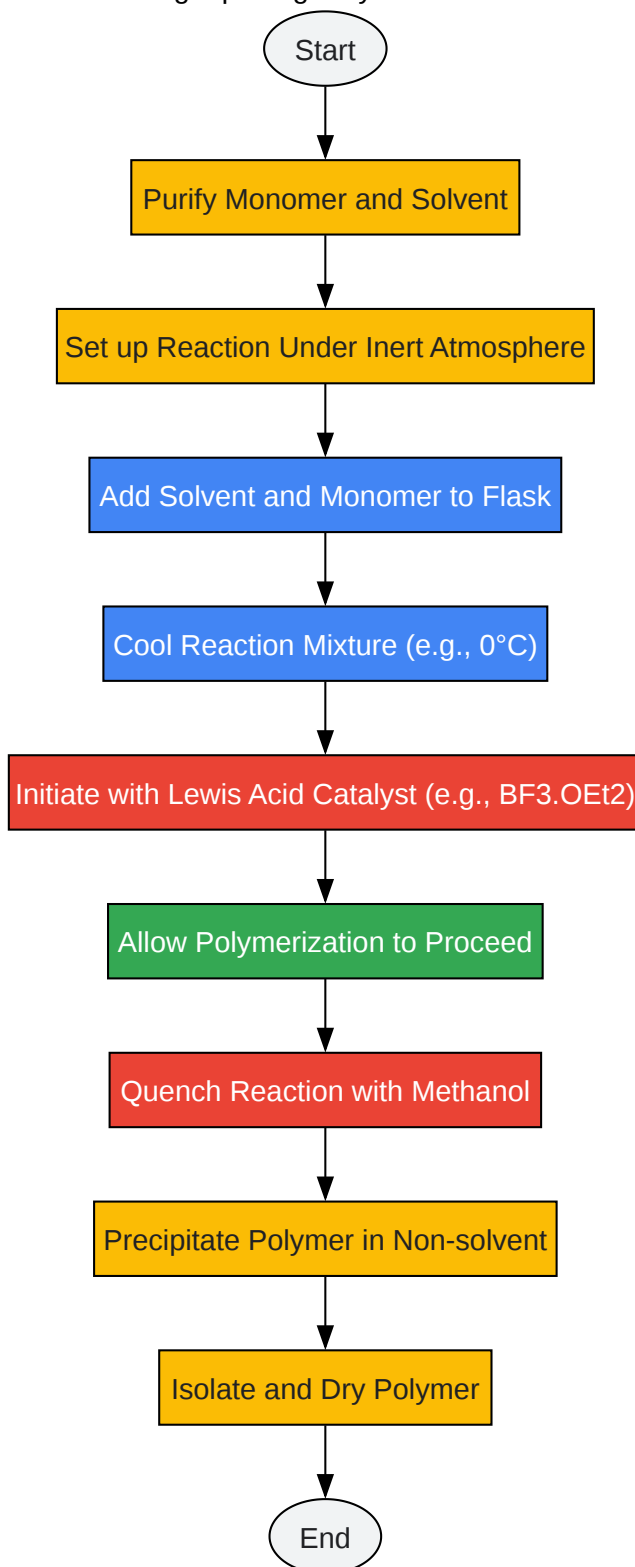 Start
Purify Monomer and Solvent
Set up Reaction Under Inert Atmosphere
Add Solvent and Monomer to Flask
Cool Reaction Mixture (e.g., 0°C)
Initiate with Lewis Acid Catalyst (e.g., BF3.OEt2)
Allow Polymerization to Proceed
Quench Reaction with Methanol
Precipitate Polymer in Non-solvent
Isolate and Dry Polymer
End